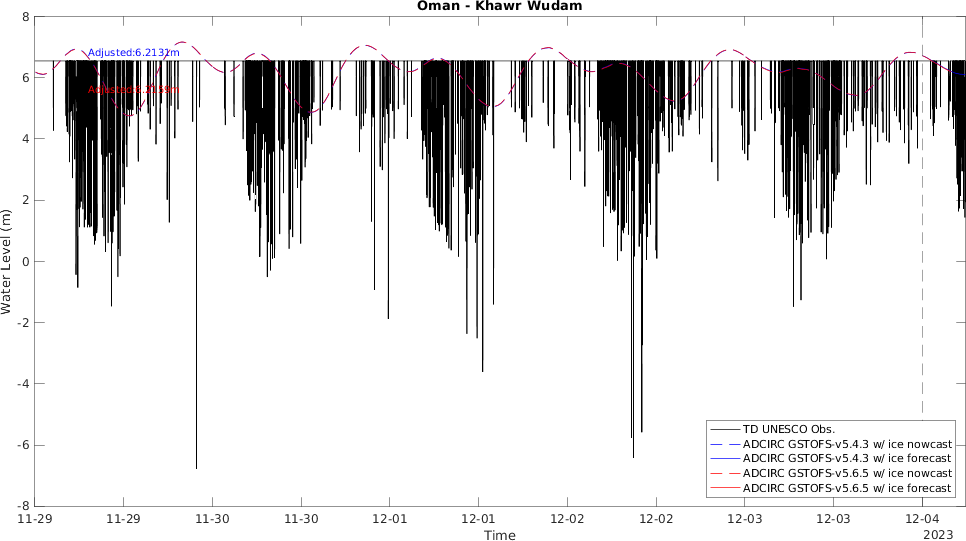 Oman - Khawr Wudam
8
6
4
2
0
-2
-4
-6
-8
Water Level (m)
Adjusted:6.2131m
TD UNESCO Obs.
ADCIRC GSTOFS-v5.4.3 w/ ice nowcast
ADCIRC GSTOFS-v5.4.3 w/ ice forecast
ADCIRC GSTOFS-v5.6.5 w/ ice nowcast
ADCIRC GSTOFS-v5.6.5 w/ ice forecast
11-29 11-29 11-30 11-30 12-01 12-01 12-02 12-02 12-03 12-03 12-04
Time
2023